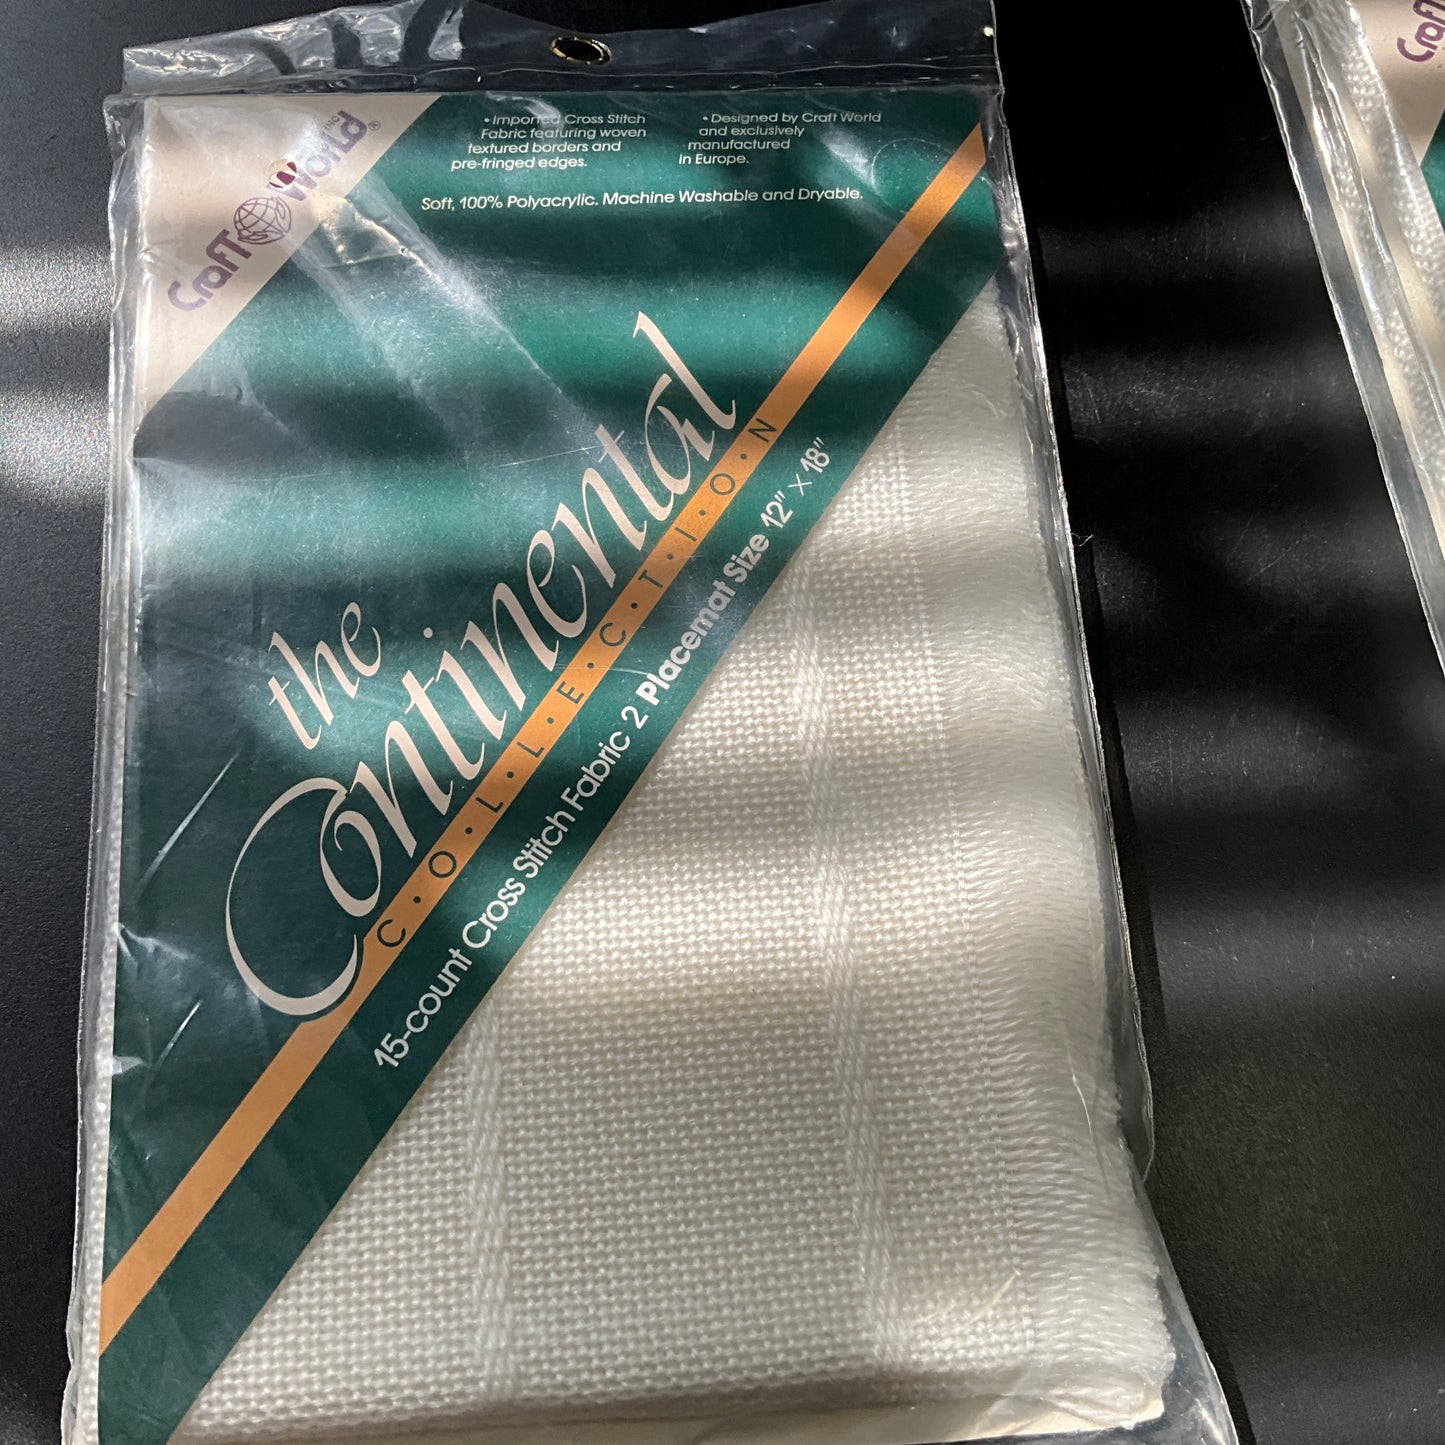 CraFT World INC ®
• Imported Cross Stitch
Fabric featuring woven
textured borders and
pre-fringed edges.
• Designed by Craft World
and exclusively
manufactured
in Europe.
Soft, 100% Polyacrylic. Machine Washable and Dryable.
the
Continental
C•O•L•L•E•C•T•I•O•N
15-count Cross Stitch Fabric 2 Placemat Size 12" X 18"
CraF